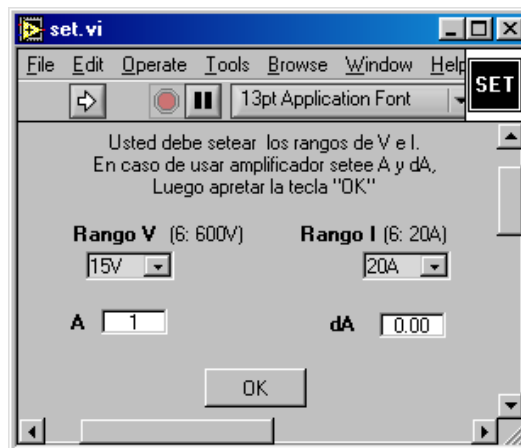 set.vi
File Edit Operate Tools Browse Window Help
SET
13pt Application Font
Usted debe setear los rangos de V e I.
En caso de usar amplificador setee A y dA,
Luego apretar la tecla "OK"
Rango V (6: 600V) Rango I (6: 20A)
15V 20A
A 1 dA 0.00
OK